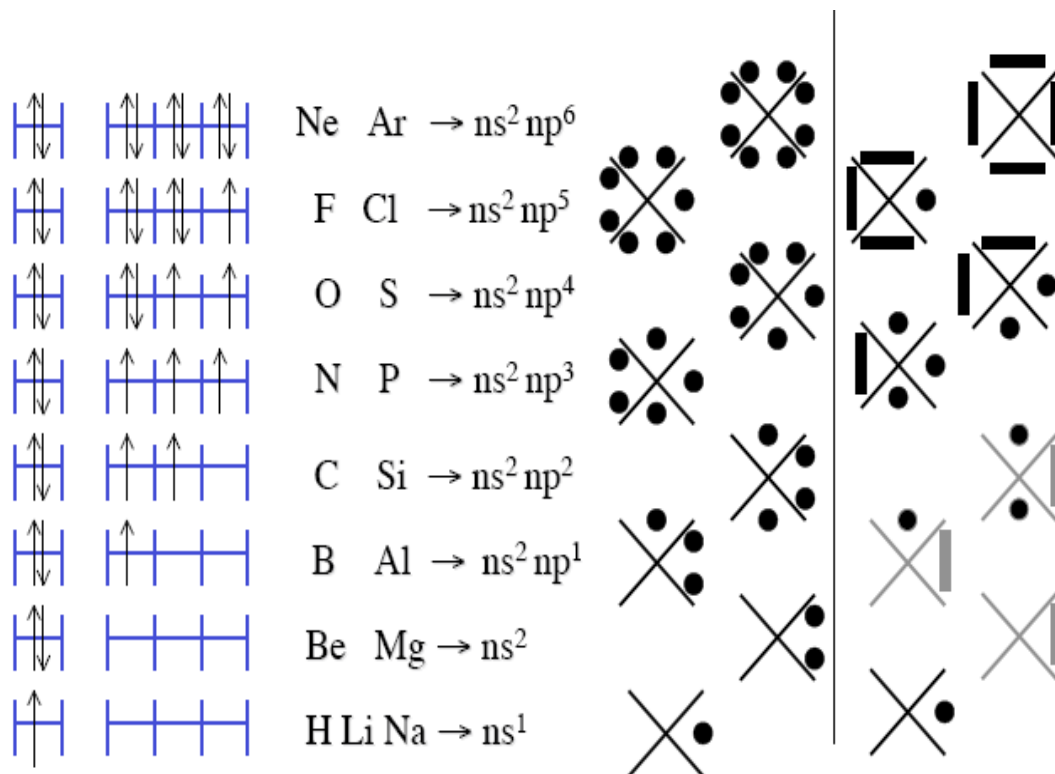 Ne Ar → ns² np⁶
F Cl → ns² np⁵
O S → ns² np⁴
N P → ns² np³
C Si → ns² np²
B Al → ns² np¹
Be Mg → ns²
H Li Na → ns¹